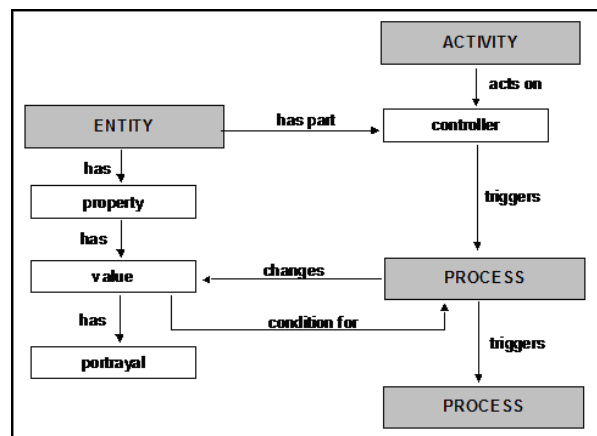 ACTIVITY
acts on
ENTITY
has part
controller
has
property
triggers
has
value
changes
PROCESS
has
condition for
portrayal
triggers
PROCESS